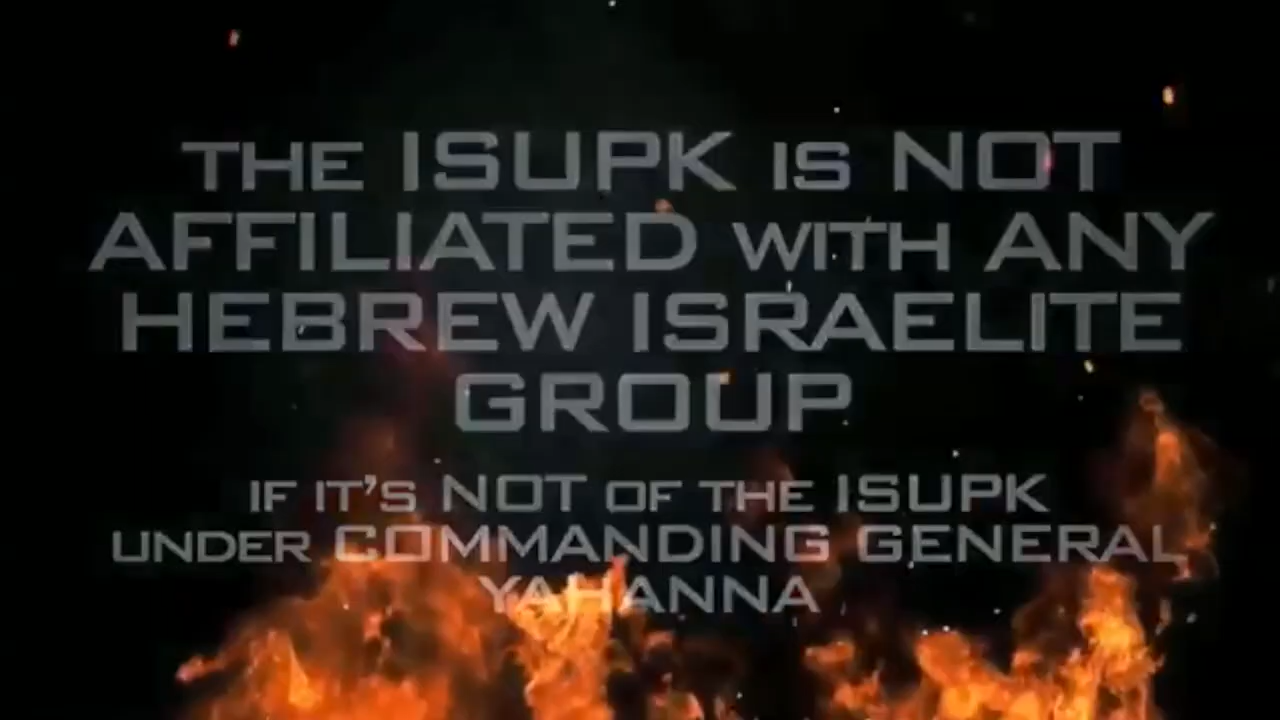 THE ISUPK IS NOT
AFFILIATED WITH ANY
HEBREW ISRAELITE
GROUP
IF IT'S NOT OF THE ISUPK
UNDER COMMANDING GENERAL
YAHANNA